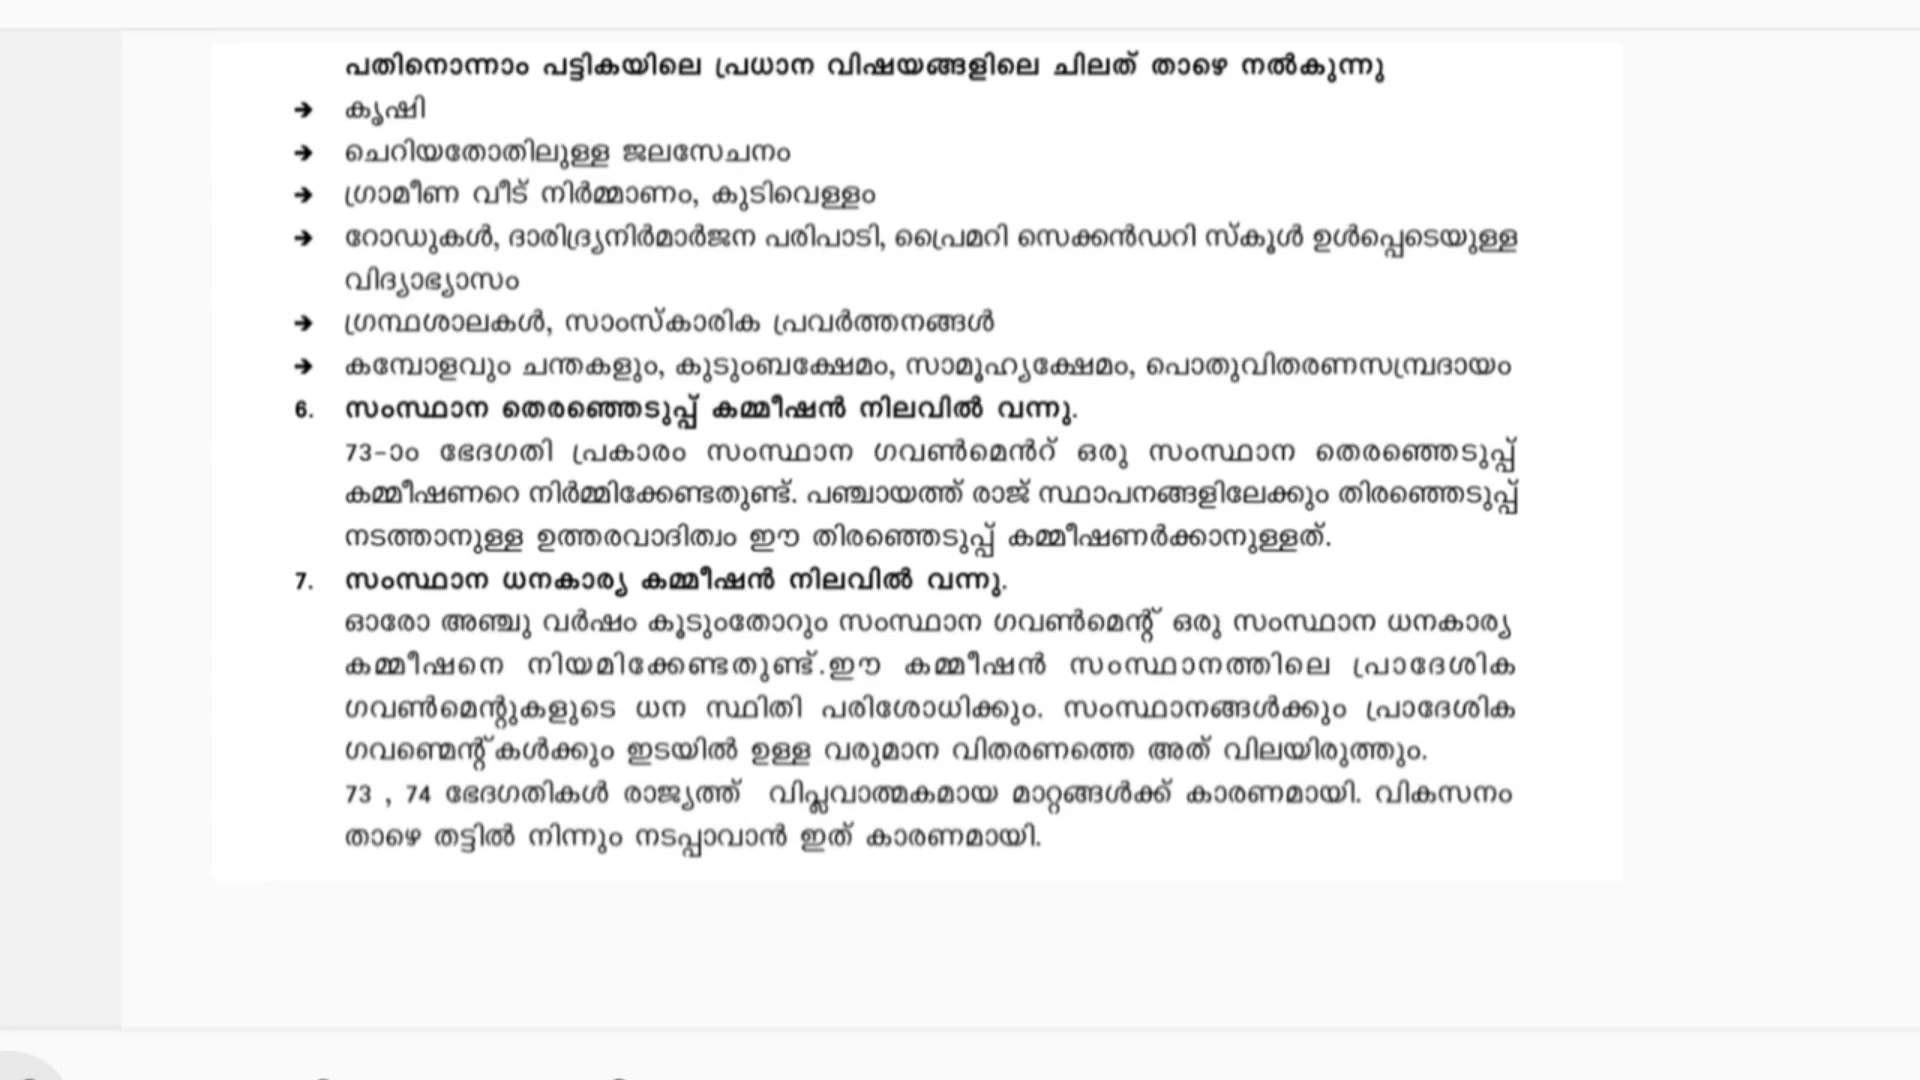 പതിനൊന്നാം പട്ടികയിലെ പ്രധാന വിഷയങ്ങളിലെ ചിലത് താഴെ നൽകുന്നു
➔ കൃഷി
➔ ചെറിയതോതിലുള്ള ജലസേചനം
➔ ഗ്രാമീണ വീട് നിർമ്മാണം, കുടിവെള്ളം
➔ റോഡുകൾ, ദാരിദ്ര്യനിർമാർജന പരിപാടി, പ്രൈമറി സെക്കൻഡറി സ്കൂൾ ഉൾപ്പെടെയുള്ള
വിദ്യാഭ്യാസം
➔ ഗ്രന്ഥശാലകൾ, സാംസ്കാരിക പ്രവർത്തനങ്ങൾ
➔ കമ്പോളവും ചന്തകളും, കുടുംബക്ഷേമം, സാമൂഹ്യക്ഷേമം, പൊതുവിതരണസമ്പ്രദായം
6. സംസ്ഥാന തെരഞ്ഞെടുപ്പ് കമ്മീഷൻ നിലവിൽ വന്നു.
73-ാം ഭേദഗതി പ്രകാരം സംസ്ഥാന ഗവൺമെൻറ് ഒരു സംസ്ഥാന തെരഞ്ഞെടുപ്പ്
കമ്മീഷണറെ നിർമ്മിക്കേണ്ടതുണ്ട്. പഞ്ചായത്ത് രാജ് സ്ഥാപനങ്ങളിലേക്കും തിരഞ്ഞെടുപ്പ്
നടത്താനുള്ള ഉത്തരവാദിത്വം ഈ തിരഞ്ഞെടുപ്പ് കമ്മീഷണർക്കാനുള്ളത്.
7. സംസ്ഥാന ധനകാര്യ കമ്മീഷൻ നിലവിൽ വന്നു.
ഓരോ അഞ്ചു വർഷം കൂടുംതോറും സംസ്ഥാന ഗവൺമെന്റ് ഒരു സംസ്ഥാന ധനകാര്യ
കമ്മീഷനെ നിയമിക്കേണ്ടതുണ്ട്.ഈ കമ്മീഷൻ സംസ്ഥാനത്തിലെ പ്രാദേശിക
ഗവൺമെന്റുകളുടെ ധന സ്ഥിതി പരിശോധിക്കും. സംസ്ഥാനങ്ങൾക്കും പ്രാദേശിക
ഗവണ്മെന്റ്കൾക്കും ഇടയിൽ ഉള്ള വരുമാന വിതരണത്തെ അത് വിലയിരുത്തും.
73 , 74 ഭേദഗതികൾ രാജ്യത്ത് വിപ്ലവാത്മകമായ മാറ്റങ്ങൾക്ക് കാരണമായി. വികസനം
താഴെ തട്ടിൽ നിന്നും നടപ്പാവാൻ ഇത് കാരണമായി.